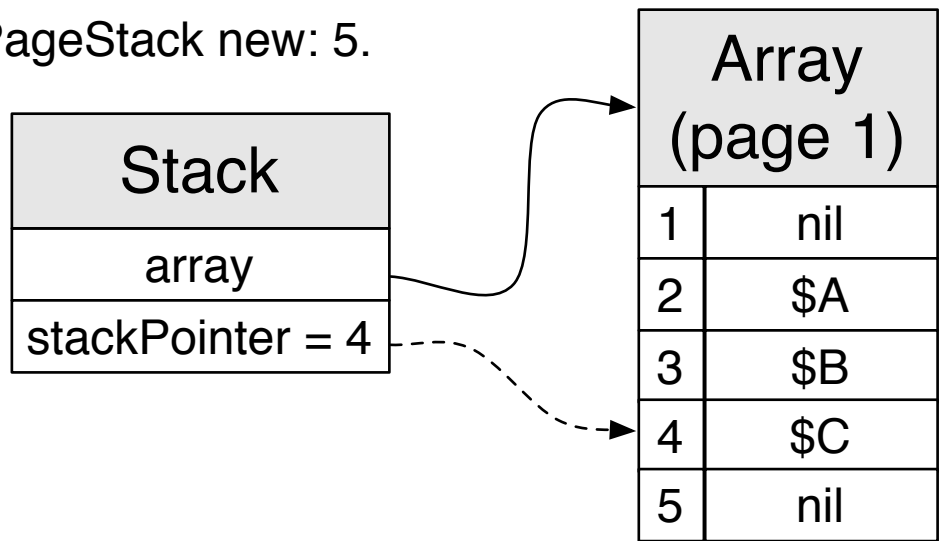 PageStack new: 5.
Stack
array
stackPointer = 4
Array
(page 1)
1 nil
2 $A
3 $B
4 $C
5 nil